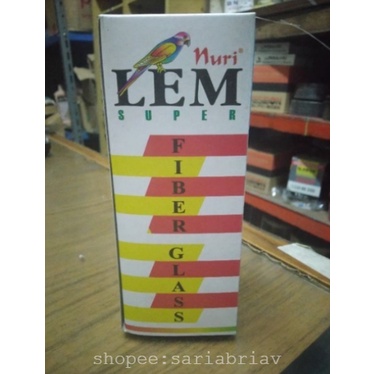 Nuri®
LEM
SUPER
FIBER GLASS
shopee:sariabriav